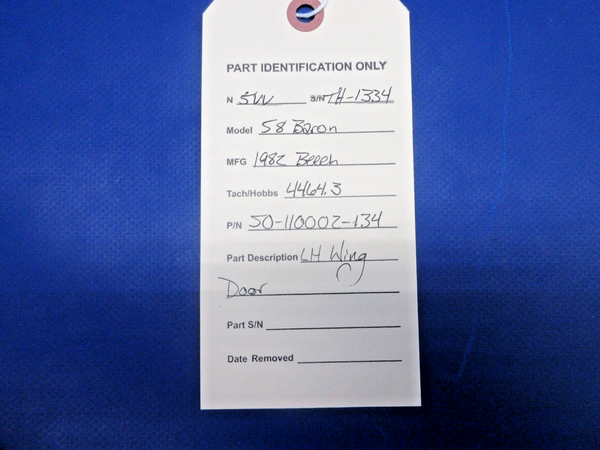 PART IDENTIFICATION ONLY
N 5VV S/N TH-1334
Model 58 Baron
MFG 1982 Beech
Tach/Hobbs 4464.3
P/N 50-110002-134
Part Description LH Wing
Door
Part S/N
Date Removed